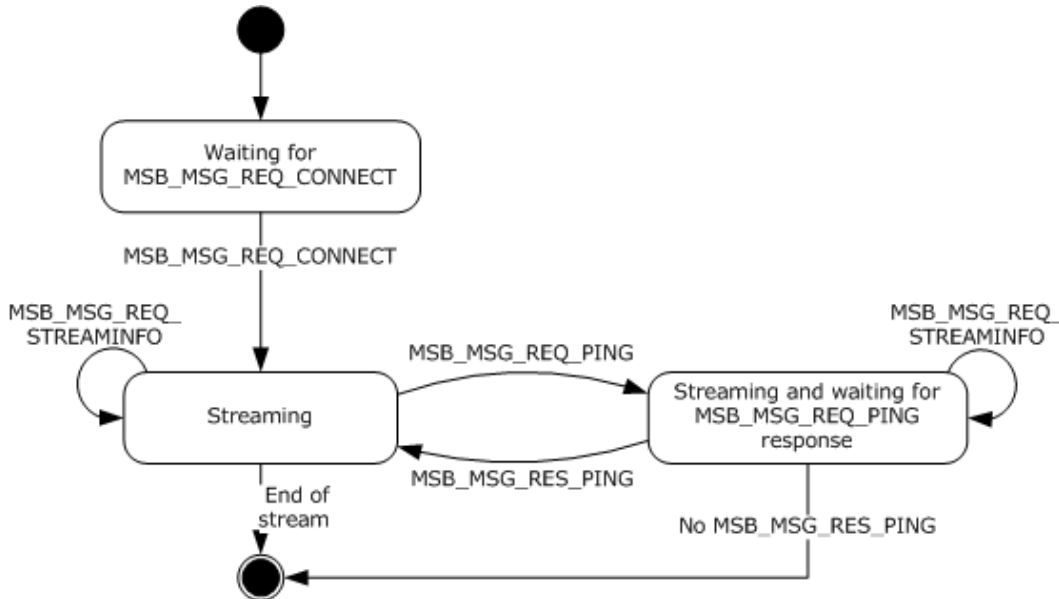 Waiting for
MSB_MSG_REQ_CONNECT
MSB_MSG_REQ_CONNECT
MSB_MSG_REQ_
STREAMINFO
MSB_MSG_REQ_PING
MSB_MSG_REQ_
STREAMINFO
Streaming
Streaming and waiting for
MSB_MSG_REQ_PING
response
MSB_MSG_RES_PING
End of
stream
No MSB_MSG_RES_PING